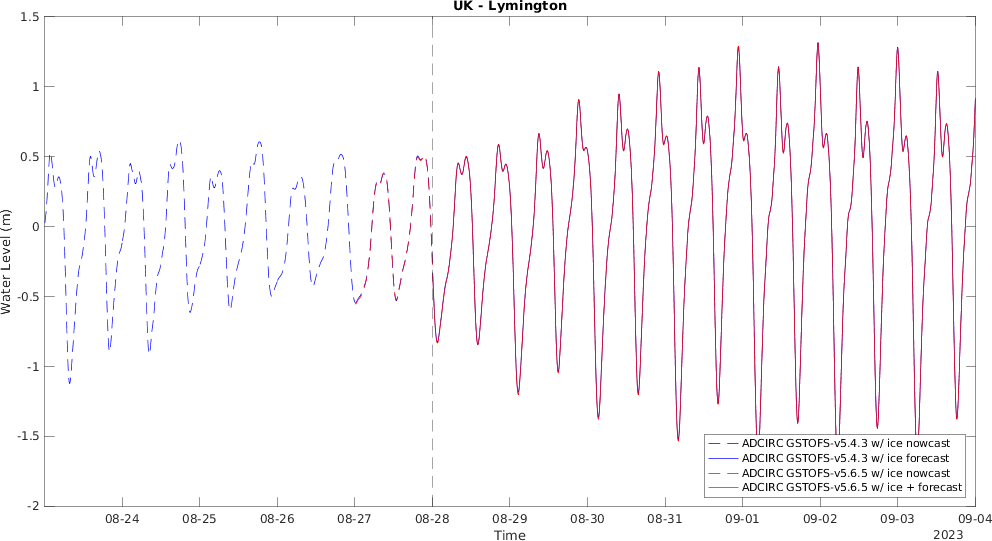 UK - Lymington
1.5
1
0.5
0
-0.5
-1
-1.5
-2
Water Level (m)
ADCIRC GSTOFS-v5.4.3 w/ ice nowcast
ADCIRC GSTOFS-v5.4.3 w/ ice forecast
ADCIRC GSTOFS-v5.6.5 w/ ice nowcast
ADCIRC GSTOFS-v5.6.5 w/ ice + forecast
08-24 08-25 08-26 08-27 08-28 08-29 08-30 08-31 09-01 09-02 09-03 09-04
Time
2023